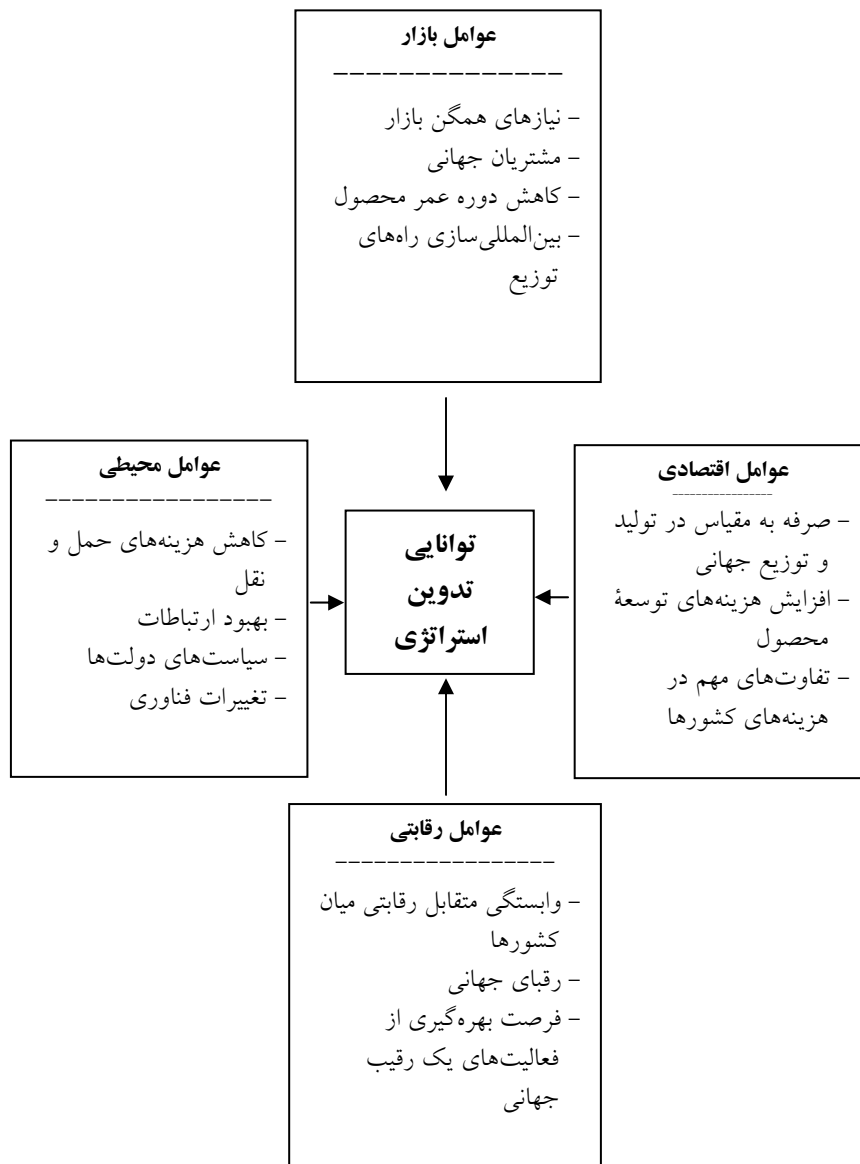 عوامل بازار
--------------
- نیازهای همگن بازار
- مشتریان جهانی
- کاهش دوره عمر محصول
- بین‌المللی‌سازی راه‌های
توزیع
عوامل اقتصادی
-----------------
- صرفه به مقیاس در تولید
و توزیع جهانی
- افزایش هزینه‌های توسعهٔ
محصول
- تفاوت‌های مهم در
هزینه‌های کشورها
توانایی
تدوین
استراتژی
عوامل محیطی
-----------------
- کاهش هزینه‌های حمل و
نقل
- بهبود ارتباطات
- سیاست‌های دولت‌ها
- تغییرات فناوری
عوامل رقابتی
-----------------
- وابستگی متقابل رقابتی میان
کشورها
- رقبای جهانی
- فرصت بهره‌گیری از
فعالیت‌های یک رقیب
جهانی